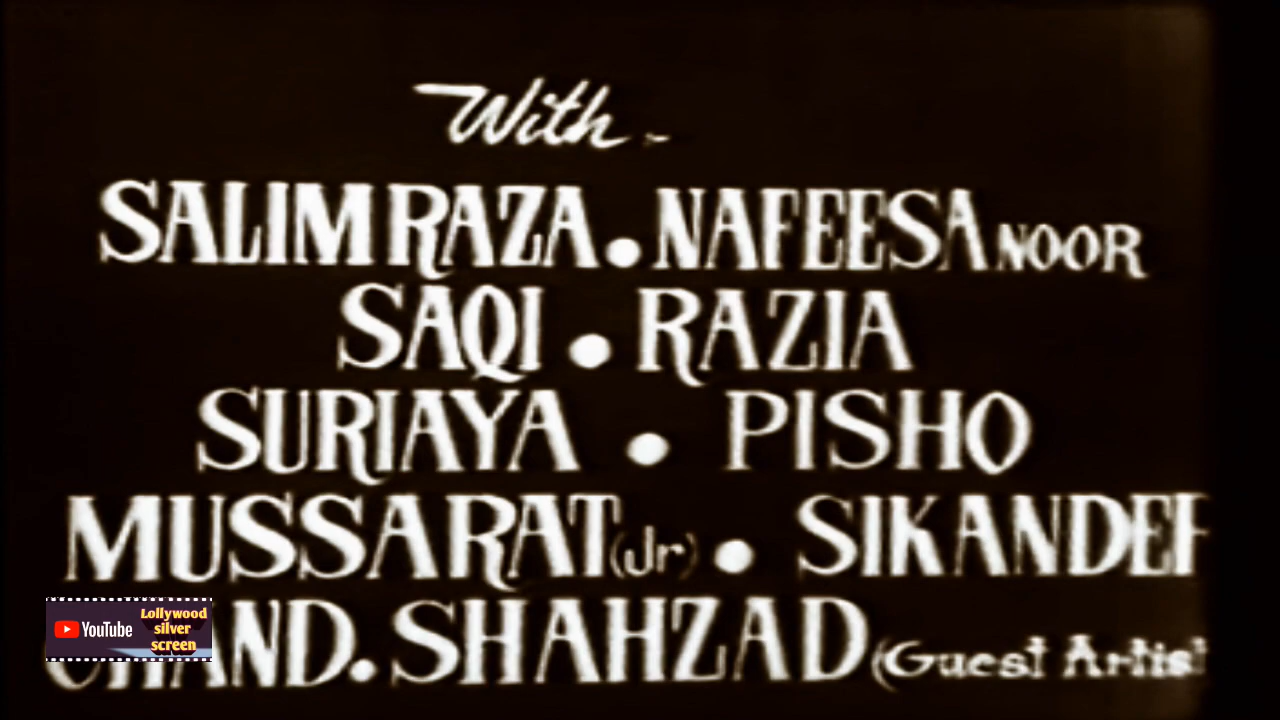 With
SALIM RAZA • NAFEESA NOOR
SAQI • RAZIA
SURIAYA • PISHO
MUSSARAT (Jr) • SIKANDER
CHAND. SHAHZAD (Guest Artist
YouTube
Lollywood
silver
screen